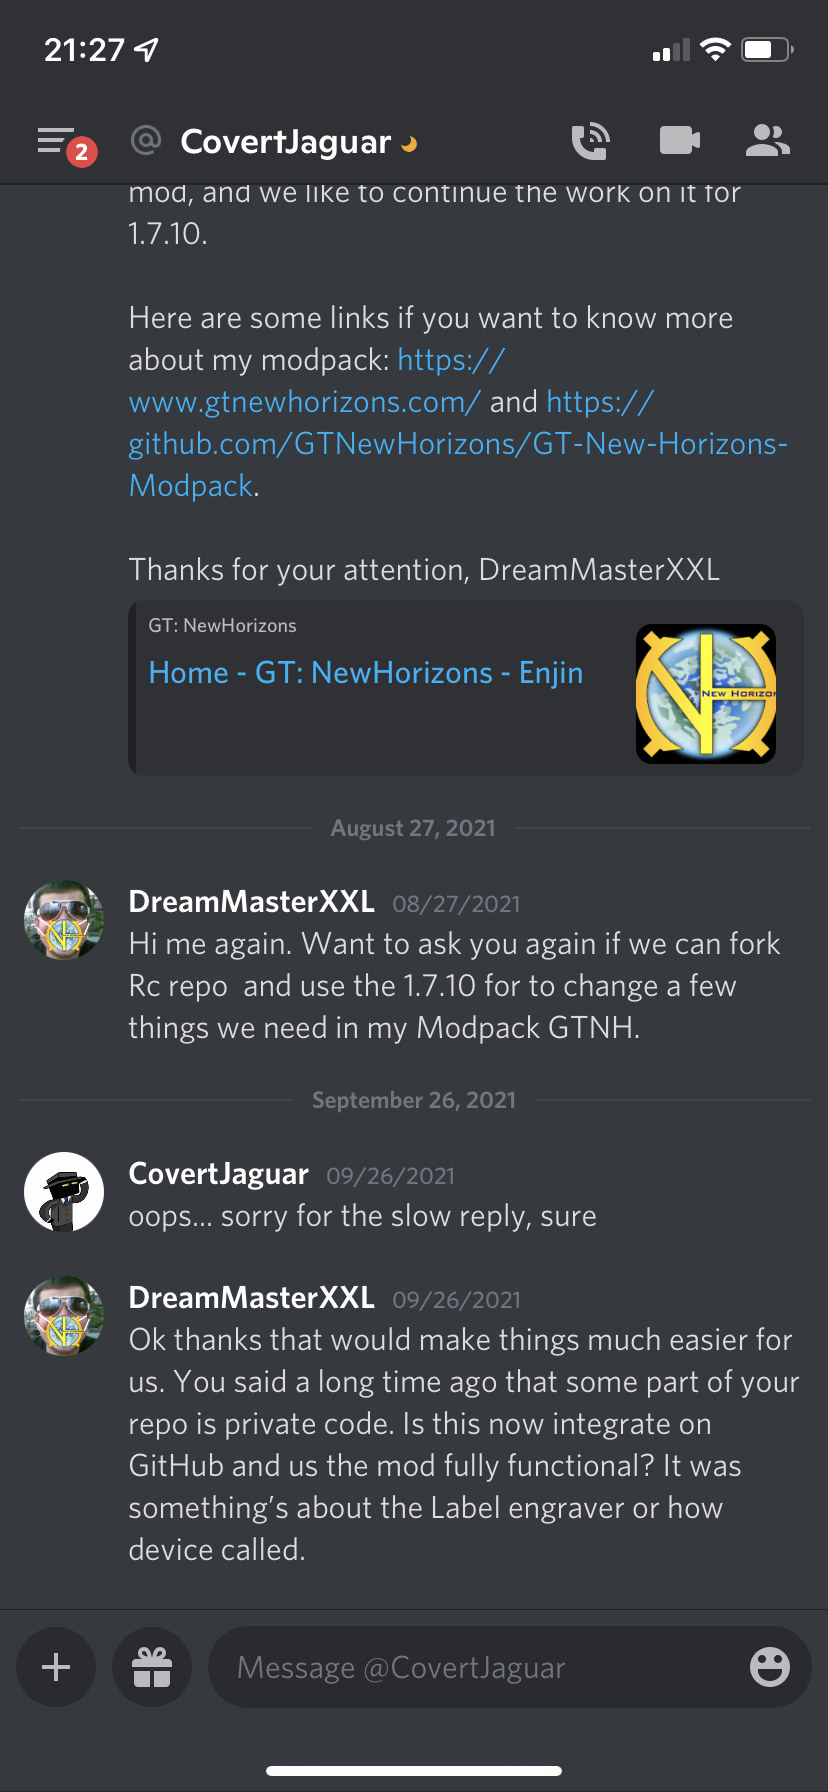 21:27
2
@ CovertJaguar
mod, and we like to continue the work on it for
1.7.10.
Here are some links if you want to know more
about my modpack: https://
www.gtnewhorizons.com/ and https://
github.com/GTNewHorizons/GT-New-Horizons-
Modpack.
Thanks for your attention, DreamMasterXXL
GT: NewHorizons
Home - GT: NewHorizons - Enjin
New Horizon
August 27, 2021
DreamMasterXXL 08/27/2021
Hi me again. Want to ask you again if we can fork
Rc repo  and use the 1.7.10 for to change a few
things we need in my Modpack GTNH.
September 26, 2021
CovertJaguar 09/26/2021
oops... sorry for the slow reply, sure
DreamMasterXXL 09/26/2021
Ok thanks that would make things much easier for
us. You said a long time ago that some part of your
repo is private code. Is this now integrate on
GitHub and us the mod fully functional? It was
something's about the Label engraver or how
device called.
Message @CovertJaguar